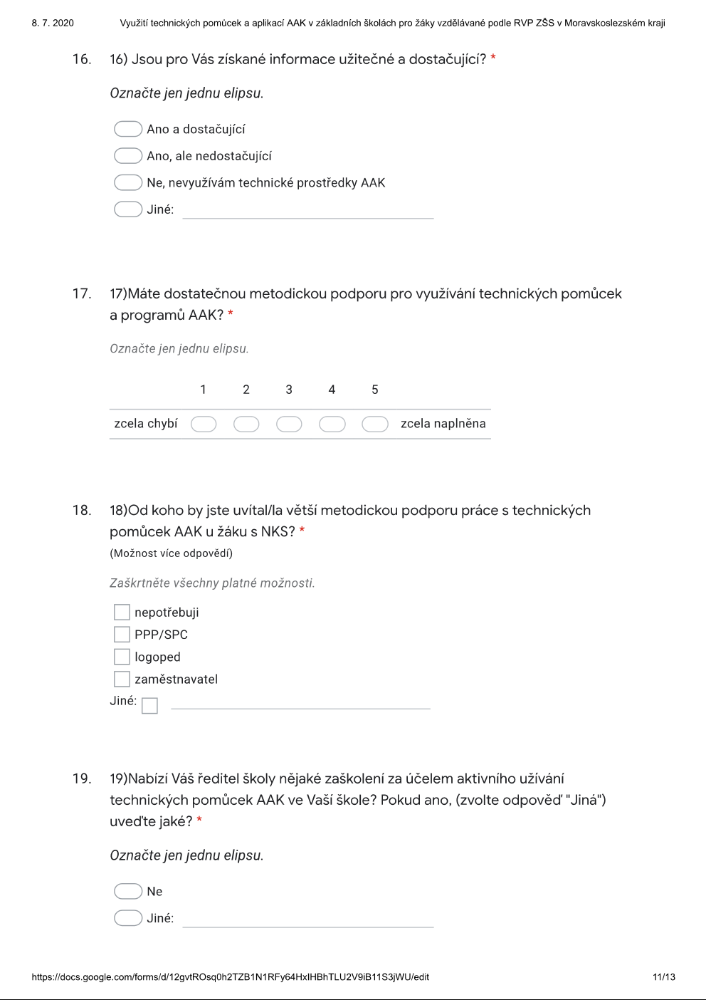 8. 7. 2020 Využití technických pomůcek a aplikací AAK v základních školách pro žáky vzdělávané podle RVP ZŠS v Moravskoslezském kraji
16. 16) Jsou pro Vás získané informace užitečné a dostačující? *
Označte jen jednu elipsu.
Ano a dostačující
Ano, ale nedostačující
Ne, nevyužívám technické prostředky AAK
Jiné:
17. 17)Máte dostatečnou metodickou podporu pro využívání technických pomůcek
a programů AAK? *
Označte jen jednu elipsu.
1 2 3 4 5
zcela chybí zcela naplněna
18. 18)Od koho by jste uvítal/la větší metodickou podporu práce s technických
pomůcek AAK u žáku s NKS? *
(Možnost více odpovědí)
Zaškrtněte všechny platné možnosti.
nepotřebuji
PPP/SPC
logoped
zaměstnavatel
Jiné:
19. 19)Nabízí Váš ředitel školy nějaké zaškolení za účelem aktivního užívání
technických pomůcek AAK ve Vaší škole? Pokud ano, (zvolte odpověď "Jiná")
uveďte jaké? *
Označte jen jednu elipsu.
Ne
Jiné:
https://docs.google.com/forms/d/12gvtROsq0h2TZB1N1RFy64HxIHBhTLU2V9iB11S3jWU/edit 11/13